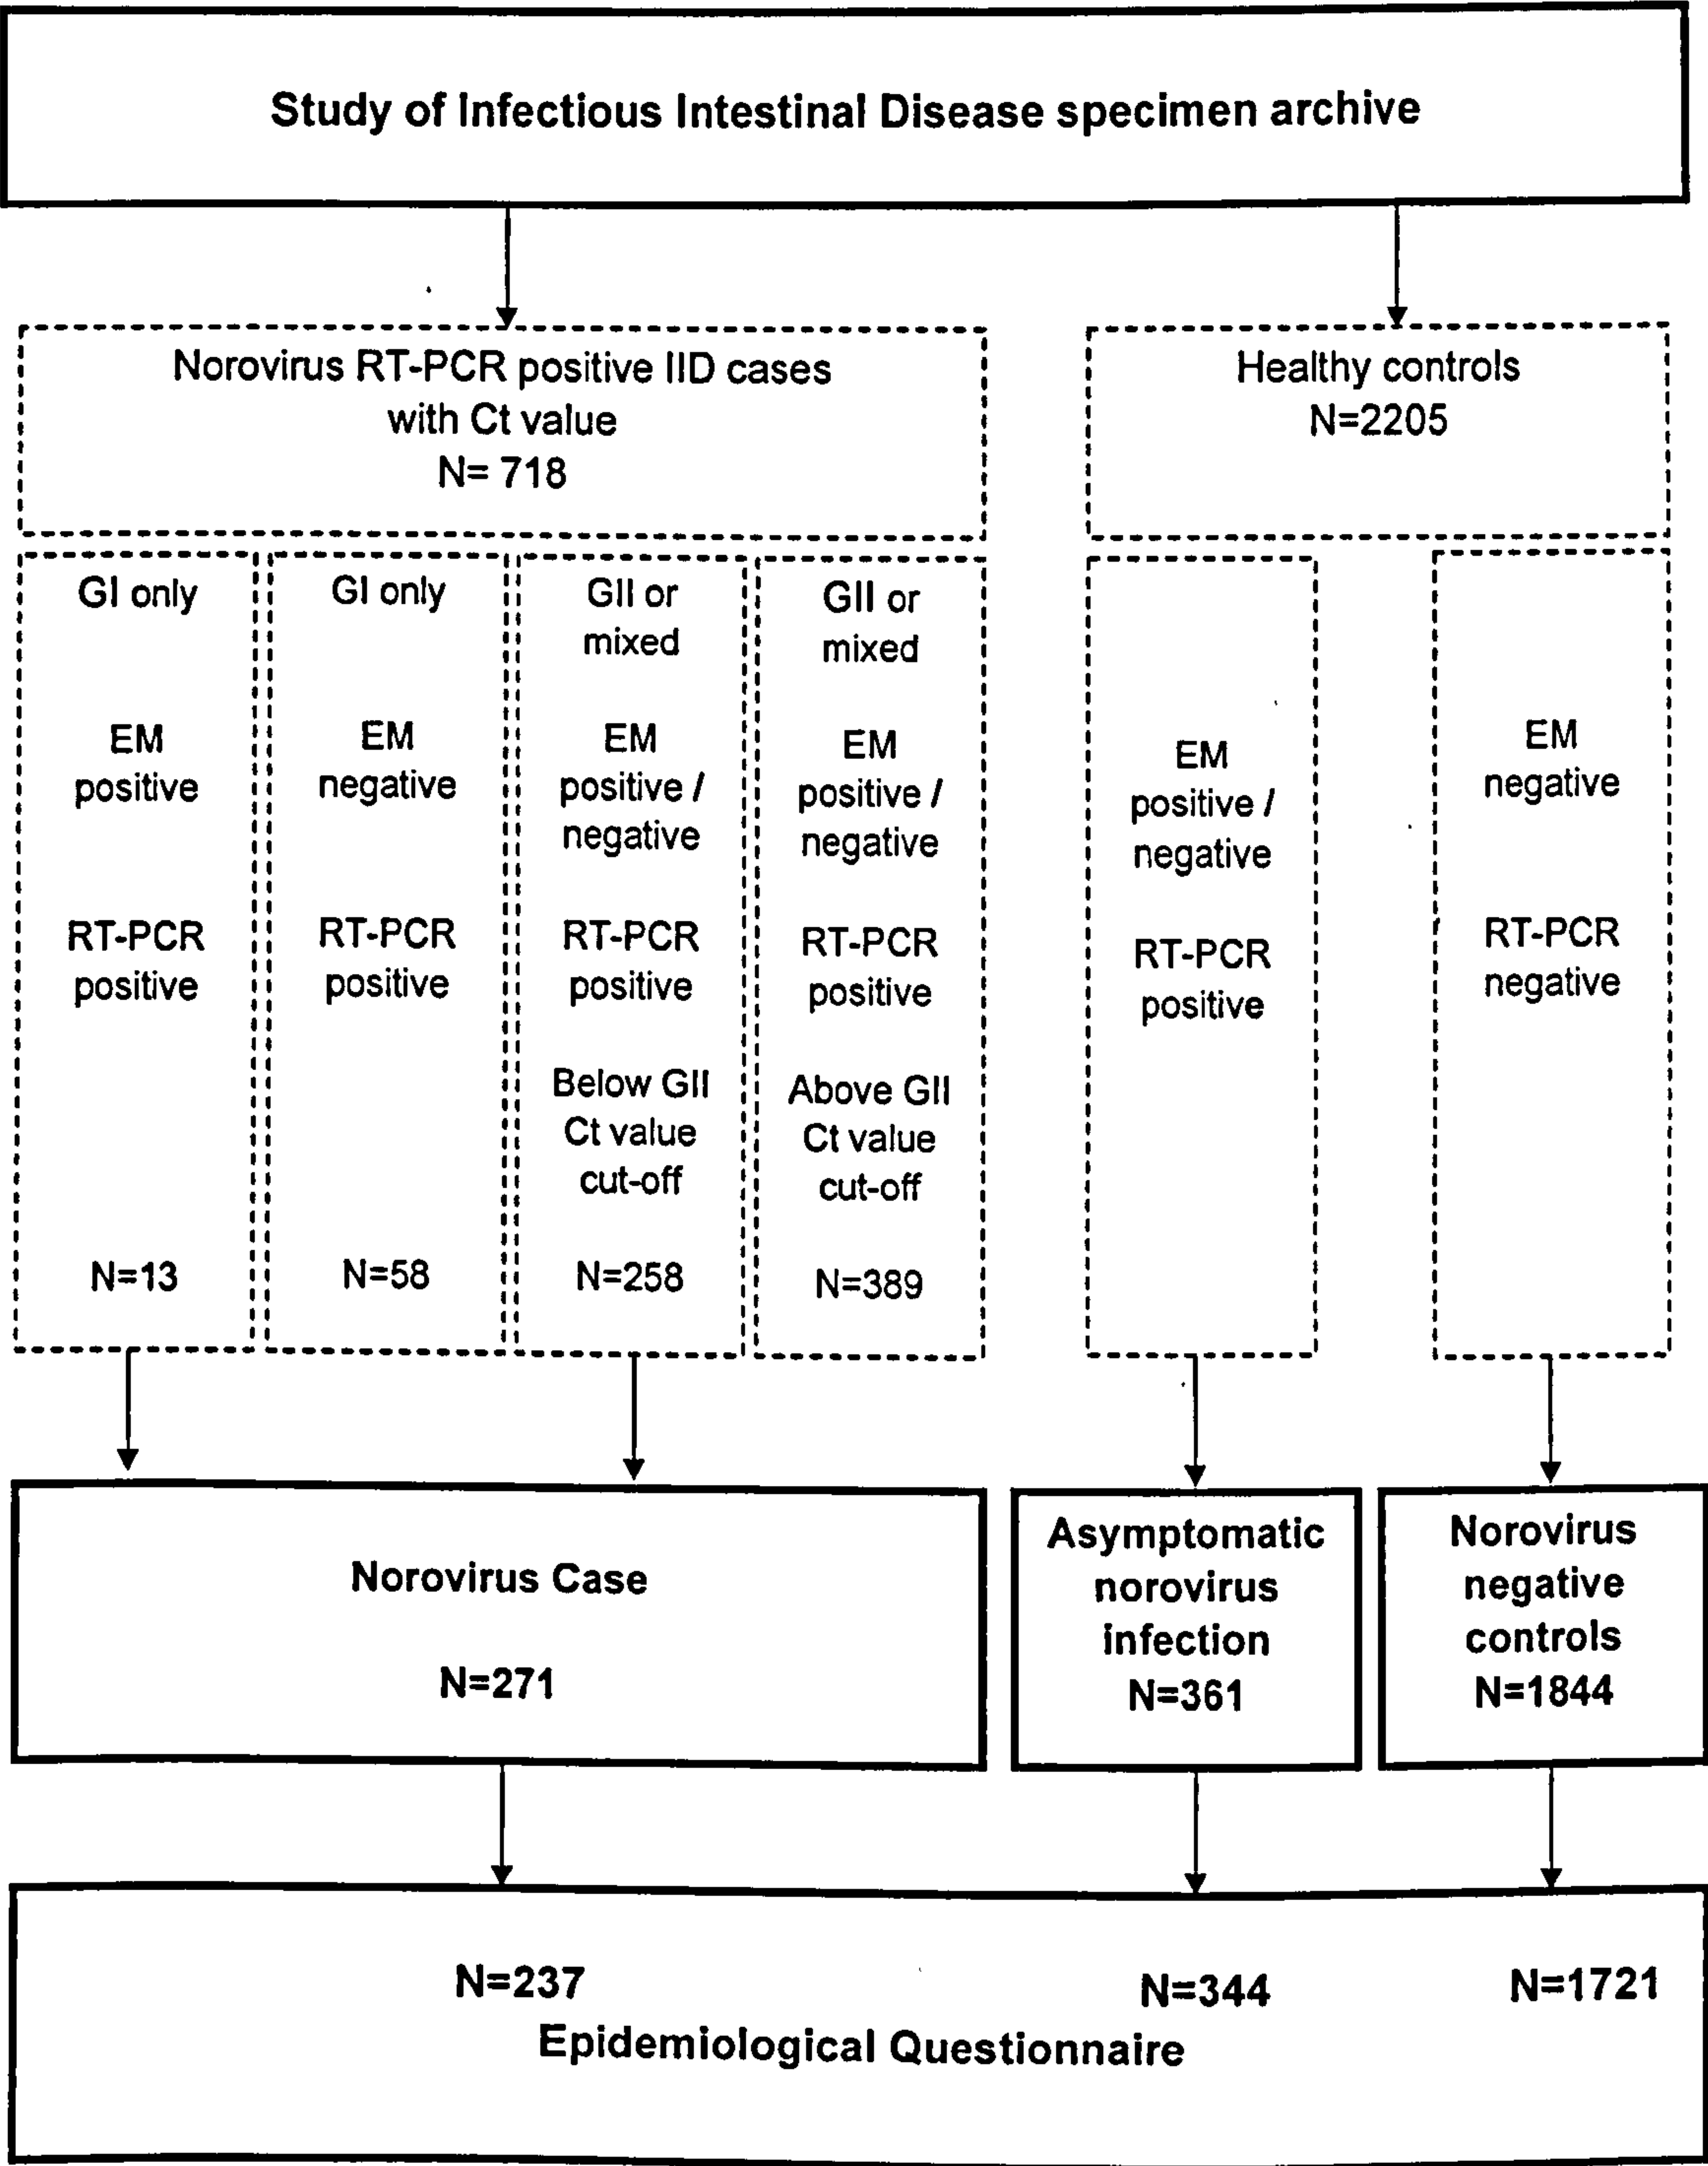 Study of Infectious Intestinal Disease specimen archive
Norovirus RT-PCR positive IID cases
with Ct value
N= 718
Healthy controls
N=2205
GI only
EM
positive
RT-PCR
positive
N=13
GI only
EM
negative
RT-PCR
positive
N=58
GII or
mixed
EM
positive /
negative
RT-PCR
positive
Below GII
Ct value
cut-off
N=258
GII or
mixed
EM
positive /
negative
RT-PCR
positive
Above GII
Ct value
cut-off
N=389
EM
positive /
negative
RT-PCR
positive
EM
negative
RT-PCR
negative
Norovirus Case
N=271
Asymptomatic
norovirus
infection
N=361
Norovirus
negative
controls
N=1844
N=237
N=344
N=1721
Epidemiological Questionnaire